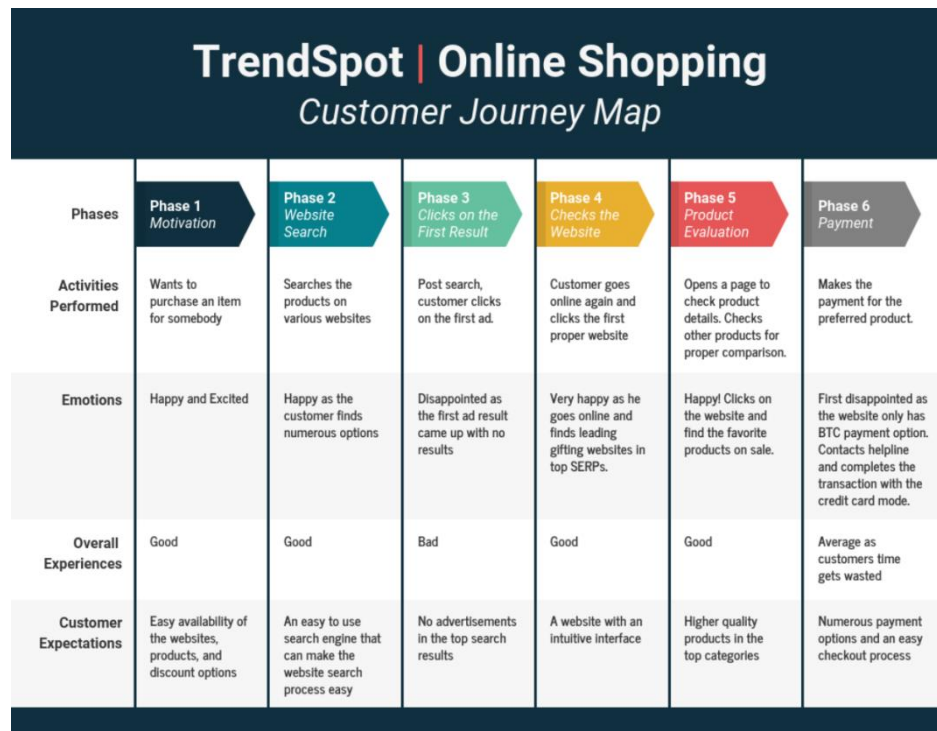 TrendSpot | Online Shopping
Customer Journey Map
Phases
Phase 1
Motivation
Phase 2
Website
Search
Phase 3
Clicks on the
First Result
Phase 4
Checks the
Website
Phase 5
Product
Evaluation
Phase 6
Payment
Activities
Performed
Wants to
purchase an item
for somebody
Searches the
products on
various websites
Post search,
customer clicks
on the first ad.
Customer goes
online again and
clicks the first
proper website
Opens a page to
check product
details. Checks
other products for
proper comparison.
Makes the
payment for the
preferred product.
Emotions
Happy and Excited
Happy as the
customer finds
numerous options
Disappointed as
the first ad result
came up with no
results
Very happy as he
goes online and
finds leading
gifting websites in
top SERPs.
Happy! Clicks on
the website and
find the favorite
products on sale.
First disappointed as
the website only has
BTC payment option.
Contacts helpline
and completes the
transaction with the
credit card mode.
Overall
Experiences
Good
Good
Bad
Good
Good
Average as
customers time
gets wasted
Customer
Expectations
Easy availability of
the websites,
products, and
discount options
An easy to use
search engine that
can make the
website search
process easy
No advertisements
in the top search
results
A website with an
intuitive interface
Higher quality
products in the
top categories
Numerous payment
options and an easy
checkout process